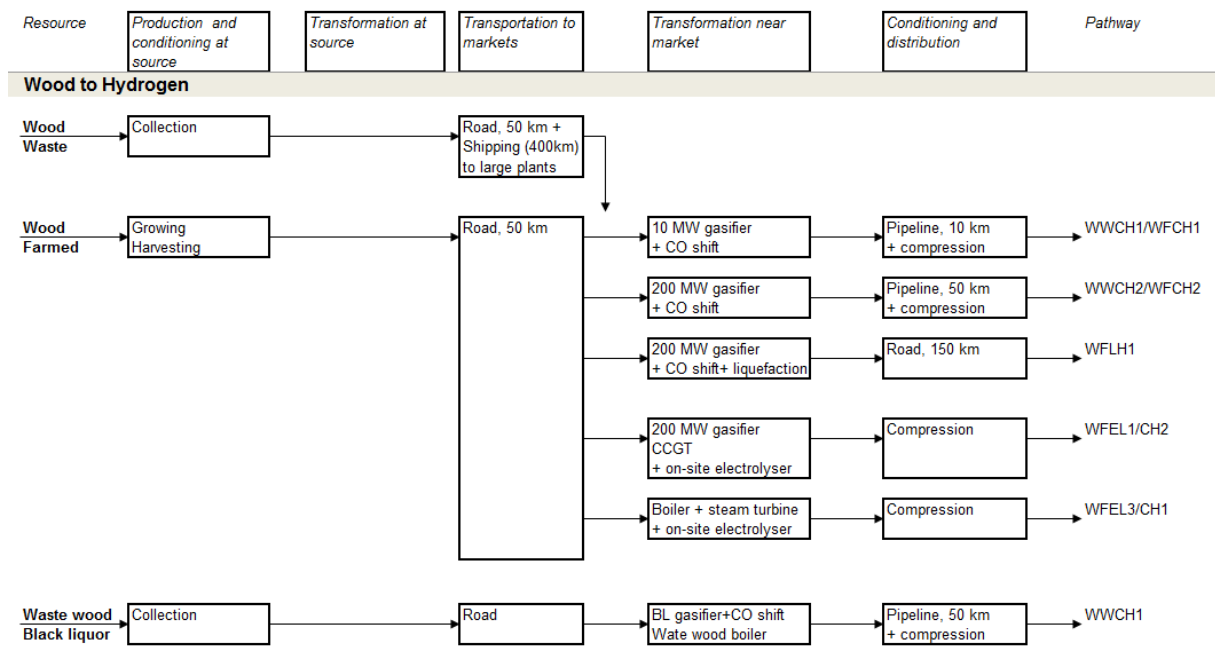 Resource
Production and
conditioning at
source
Transformation at
source
Transportation to
markets
Transformation near
market
Conditioning and
distribution
Pathway
Wood to Hydrogen
Wood
Waste
Collection
Road, 50 km +
Shipping (400km)
to large plants
Wood
Farmed
Growing
Harvesting
Road, 50 km
10 MW gasifier
+ CO shift
Pipeline, 10 km
+ compression
WWCH1/WFCH1
200 MW gasifier
+ CO shift
Pipeline, 50 km
+ compression
WWCH2/WFCH2
200 MW gasifier
+ CO shift+ liquefaction
Road, 150 km
WFLH1
200 MW gasifier
CCGT
+ on-site electrolyser
Compression
WFEL1/CH2
Boiler + steam turbine
+ on-site electrolyser
Compression
WFEL3/CH1
Waste wood
Black liquor
Collection
Road
BL gasifier+CO shift
Wate wood boiler
Pipeline, 50 km
+ compression
WWCH1